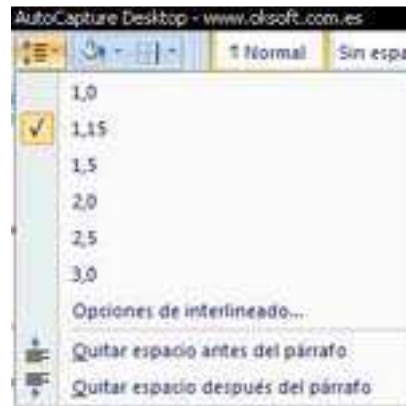 AutoCapture Desktop - www.oksoft.com.es
¶ Normal Sin espa
1,0
1,15
1,5
2,0
2,5
3,0
Opciones de interlineado...
Quitar espacio antes del párrafo
Quitar espacio después del párrafo